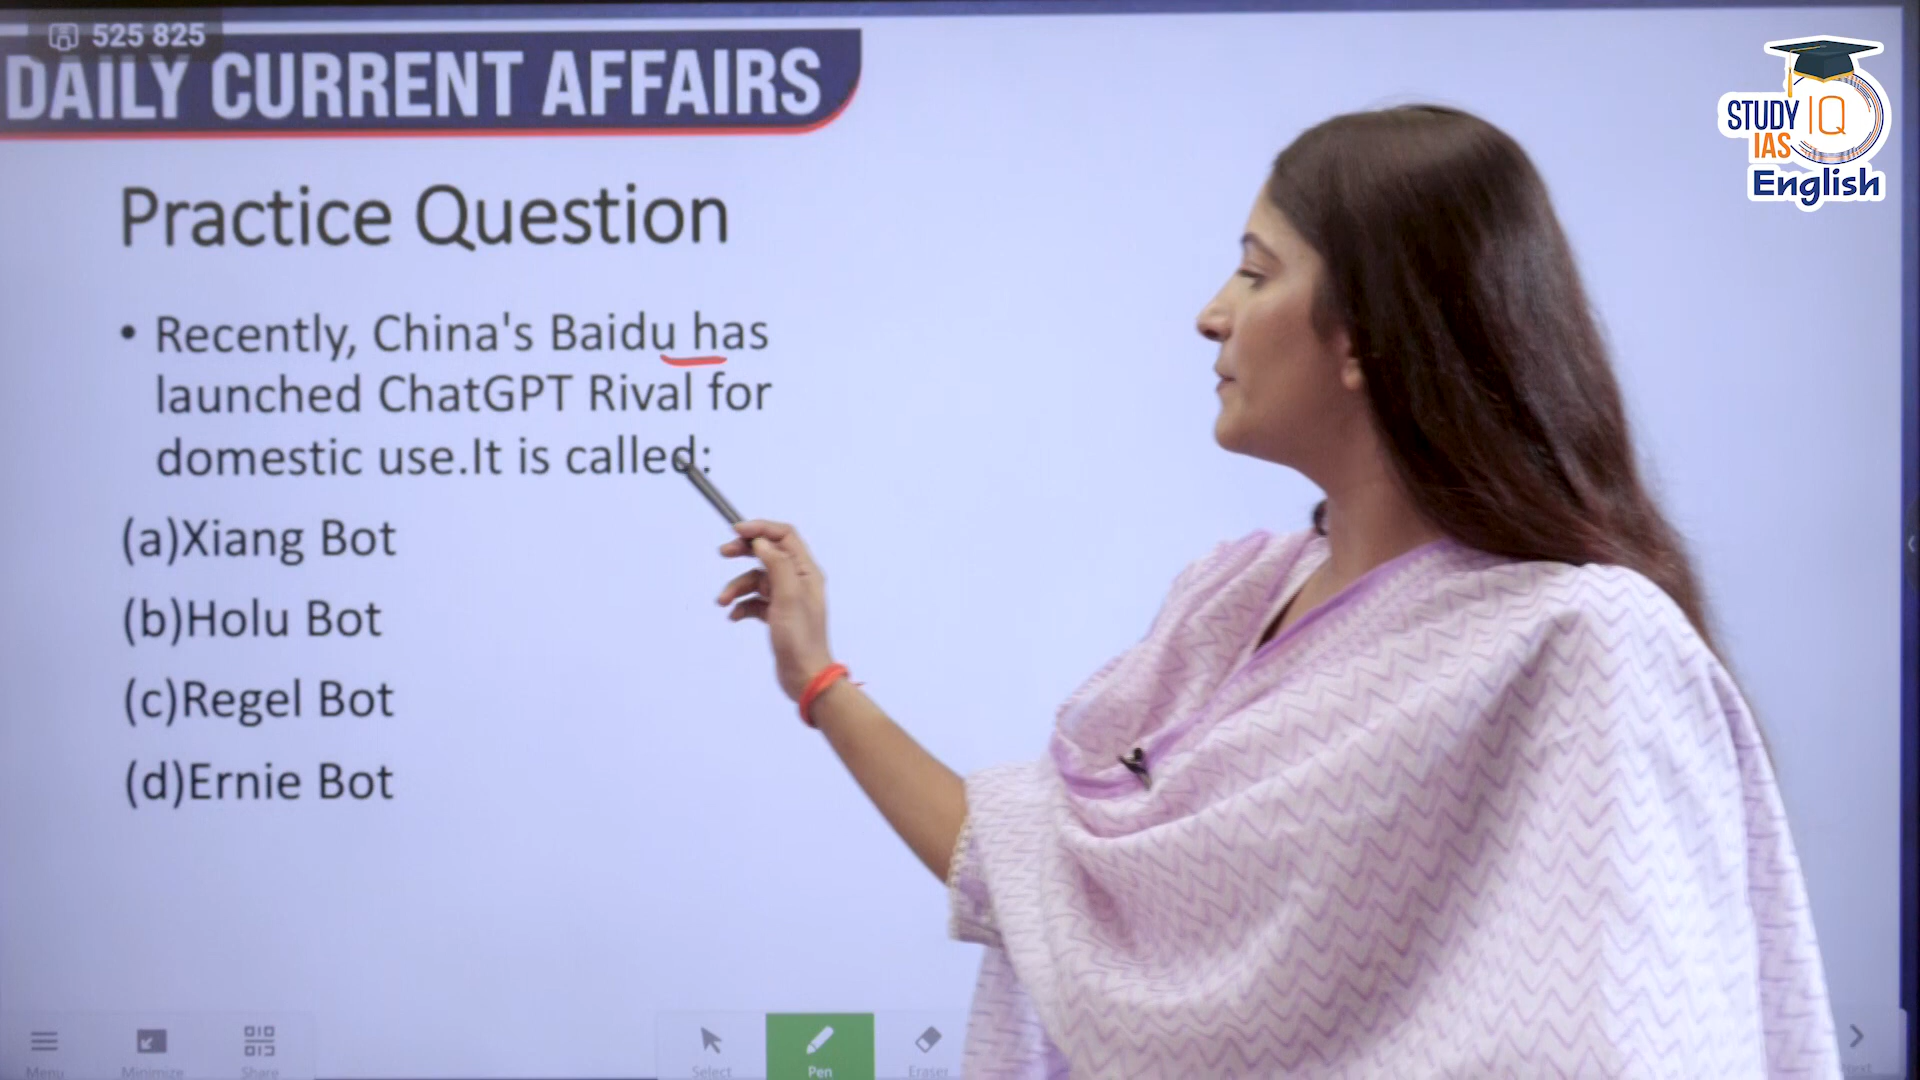 525 825
DAILY CURRENT AFFAIRS
STUDY IQ
IAS
English
Practice Question
• Recently, China's Baidu has
launched ChatGPT Rival for
domestic use.It is called:
(a)Xiang Bot
(b)Holu Bot
(c)Regel Bot
(d)Ernie Bot
Menu
Minimize
Share
Select
Pen
Eraser